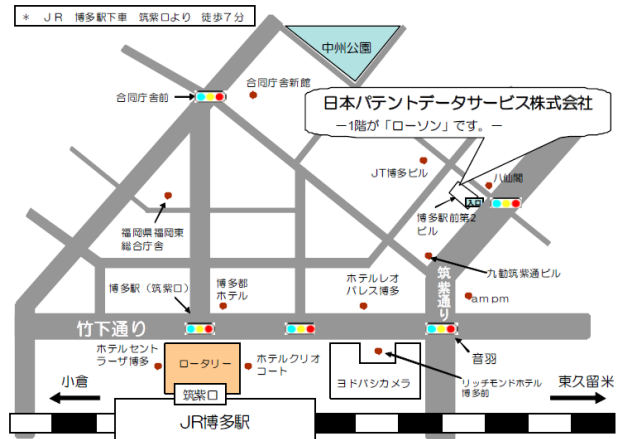 ＊ ＪＲ 博多駅下車 筑紫口より 徒歩７分
中州公園
合同庁舎新館
合同庁舎前
日本パテントデータサービス株式会社
－1階が「ローソン」です。－
JT博多ビル
八仙閣
入口
博多駅前第2
ビル
福岡県福岡東
総合庁舎
九勧筑紫通ビル
筑紫通り
博多駅（筑紫口）
博多都
ホテル
ホテルレオ
パレス博多
ａｍｐｍ
竹下通り
音羽
ホテルセント
ラーザ博多
ロータリー
ホテルクリオ
コート
ヨドバシカメラ
リッチモンドホテル
博多前
小倉
筑紫口
東久留米
JR博多駅